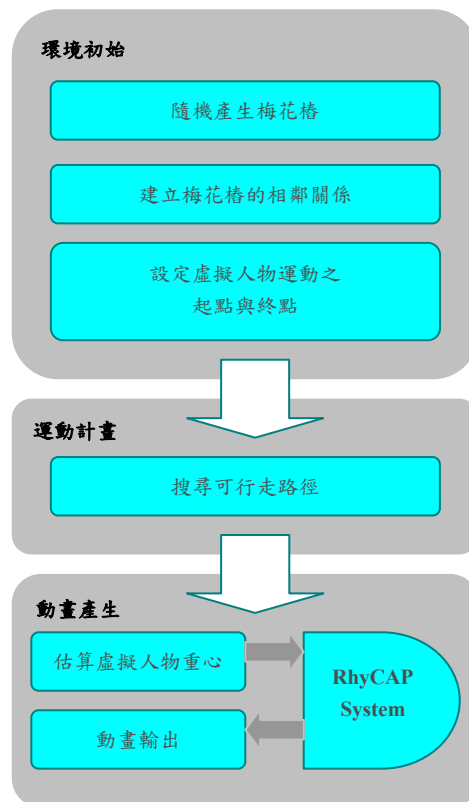 環境初始
隨機產生梅花樁
建立梅花樁的相鄰關係
設定虛擬人物運動之
起點與終點
運動計畫
搜尋可行走路徑
動畫產生
估算虛擬人物重心
RhyCAP
System
動畫輸出